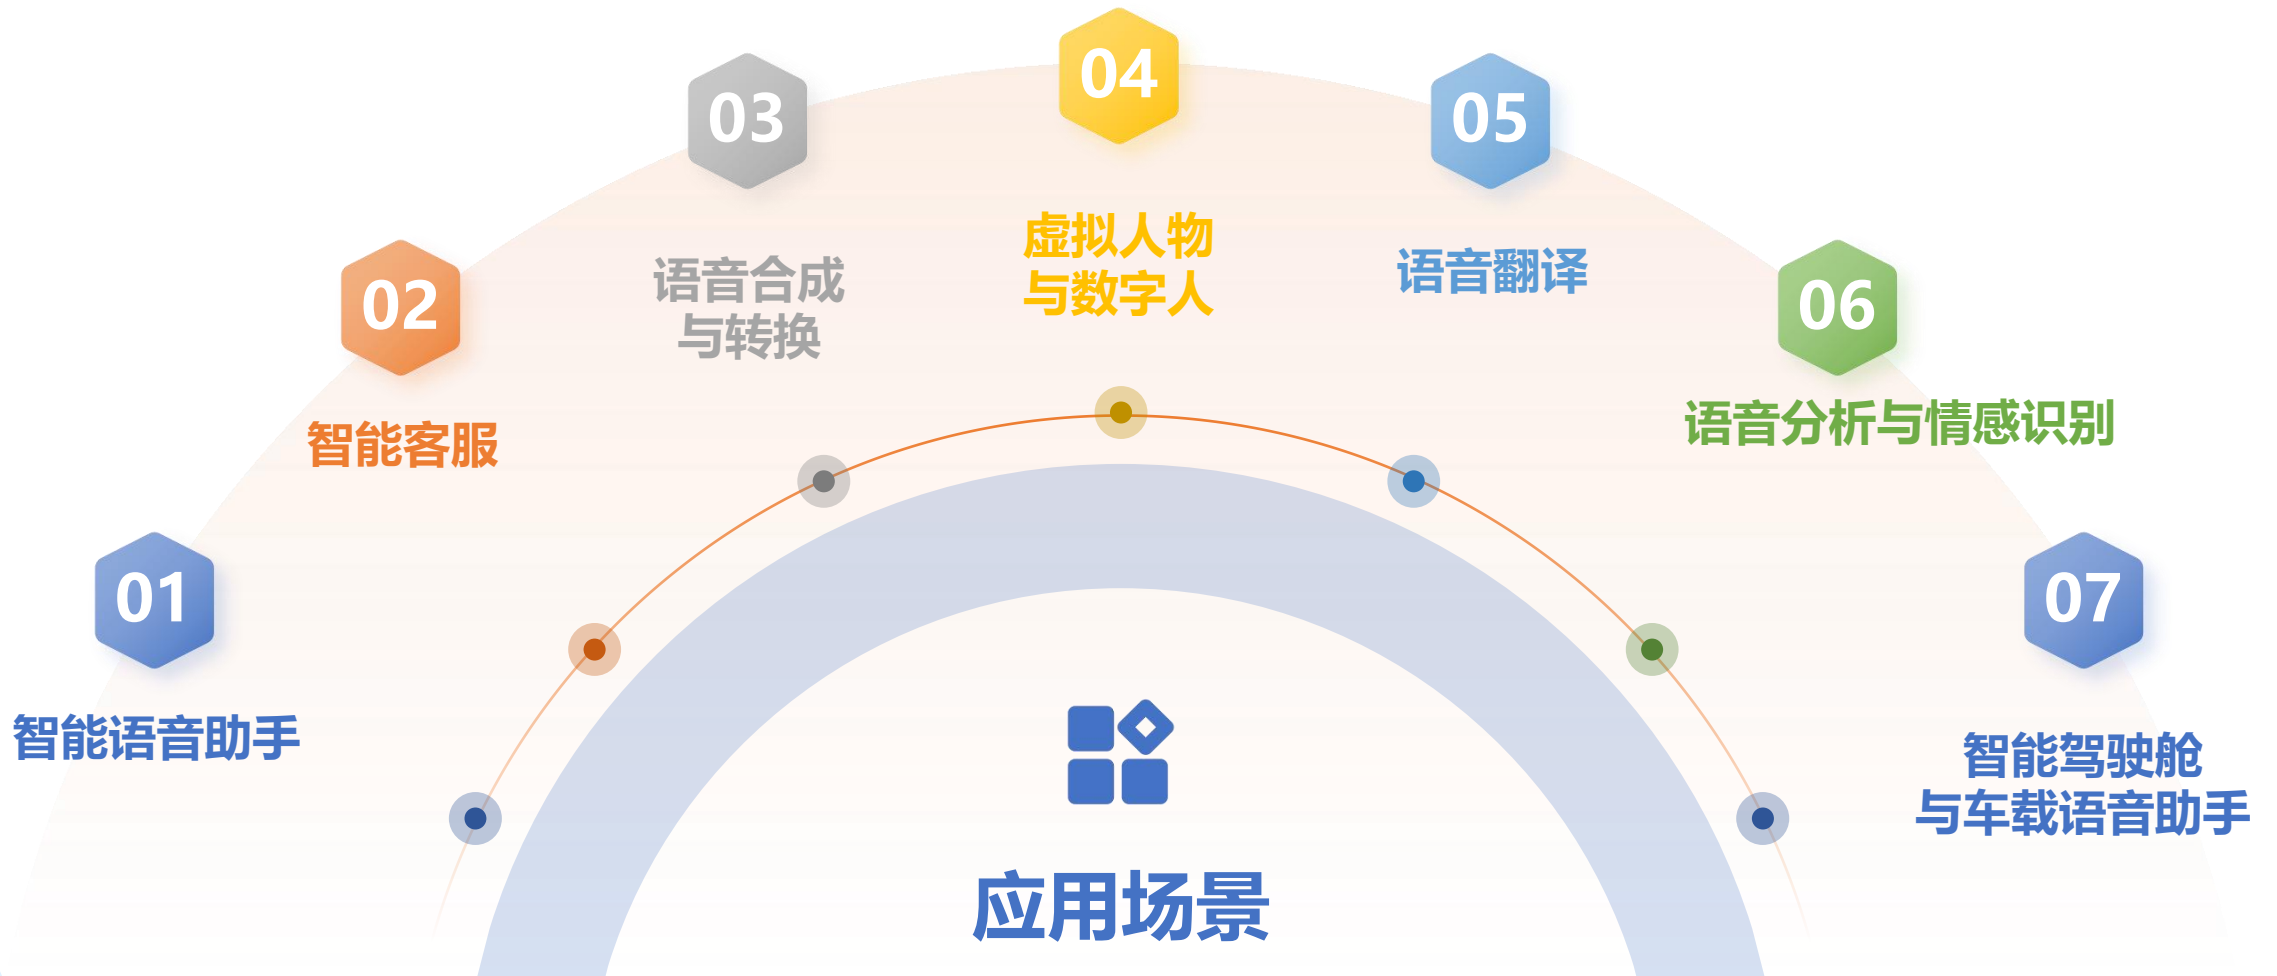 01
智能语音助手
02
智能客服
03
语音合成
与转换
04
虚拟人物
与数字人
05
语音翻译
06
语音分析与情感识别
07
智能驾驶舱
与车载语音助手
应用场景